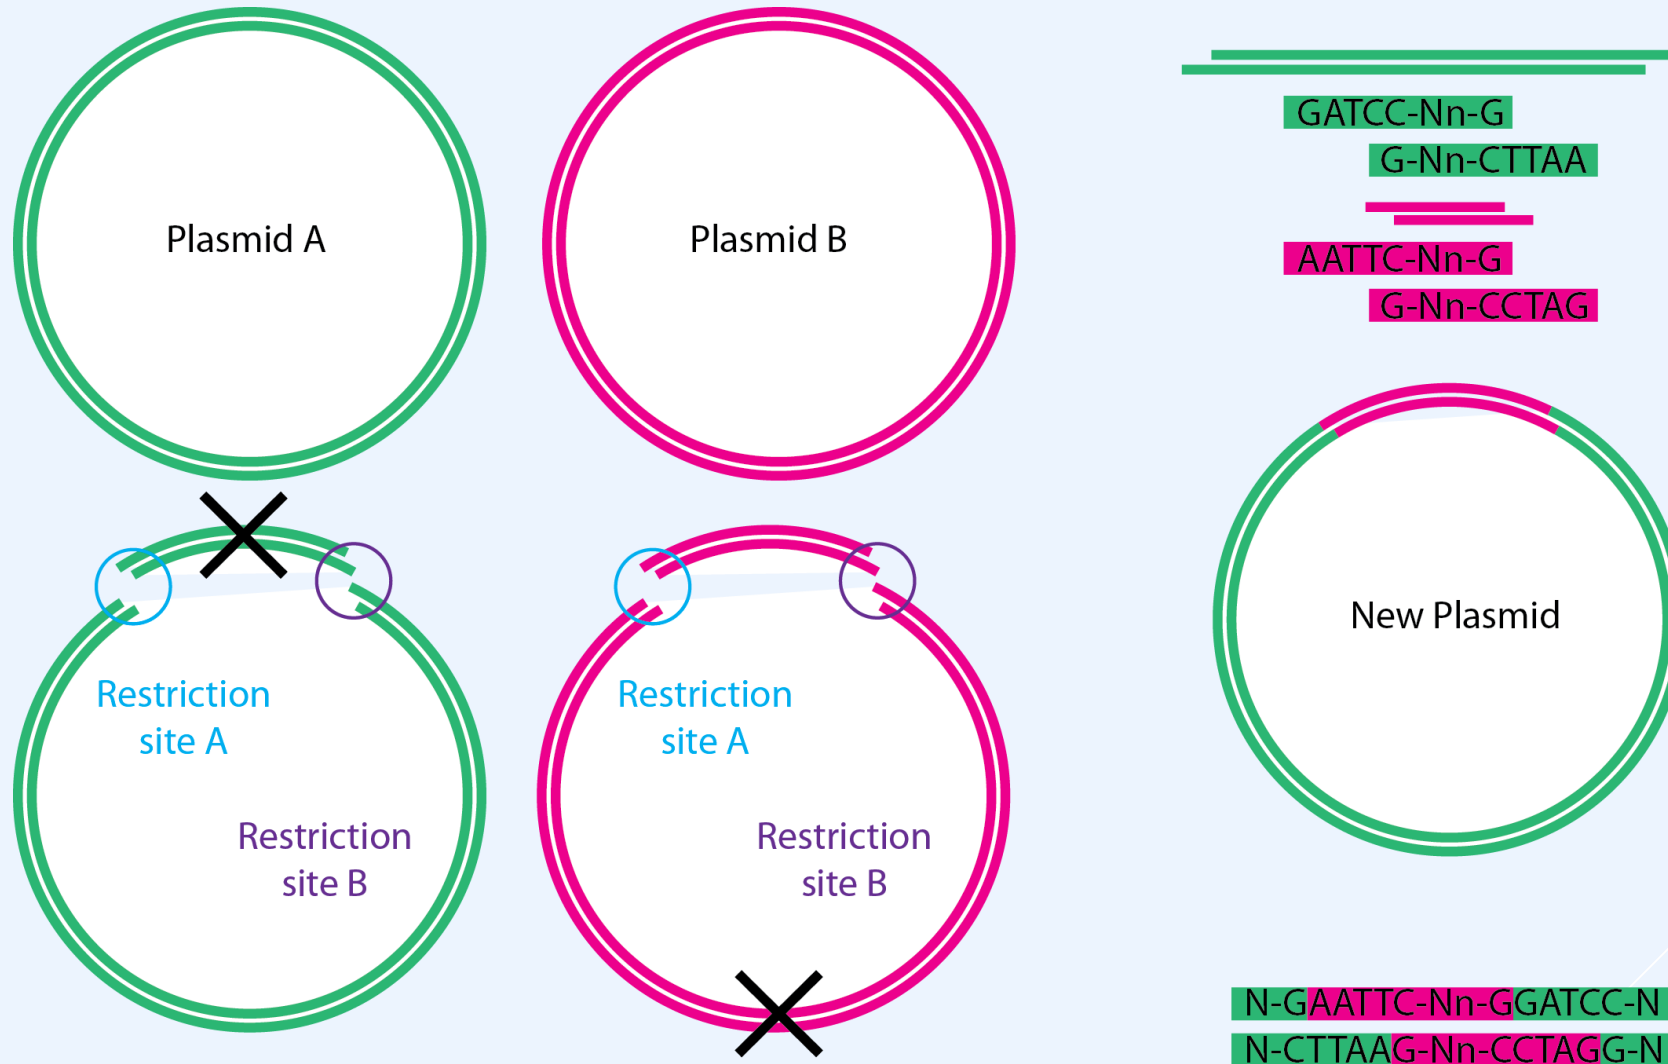 Plasmid A
Plasmid B
GATCC-Nn-G
G-Nn-CTTAA
AATTC-Nn-G
G-Nn-CCTAG
Restriction
site A
Restriction
site B
Restriction
site A
Restriction
site B
New Plasmid
N-GAATTC-Nn-GGATCC-N
N-CTTAAG-Nn-CCTAGG-N